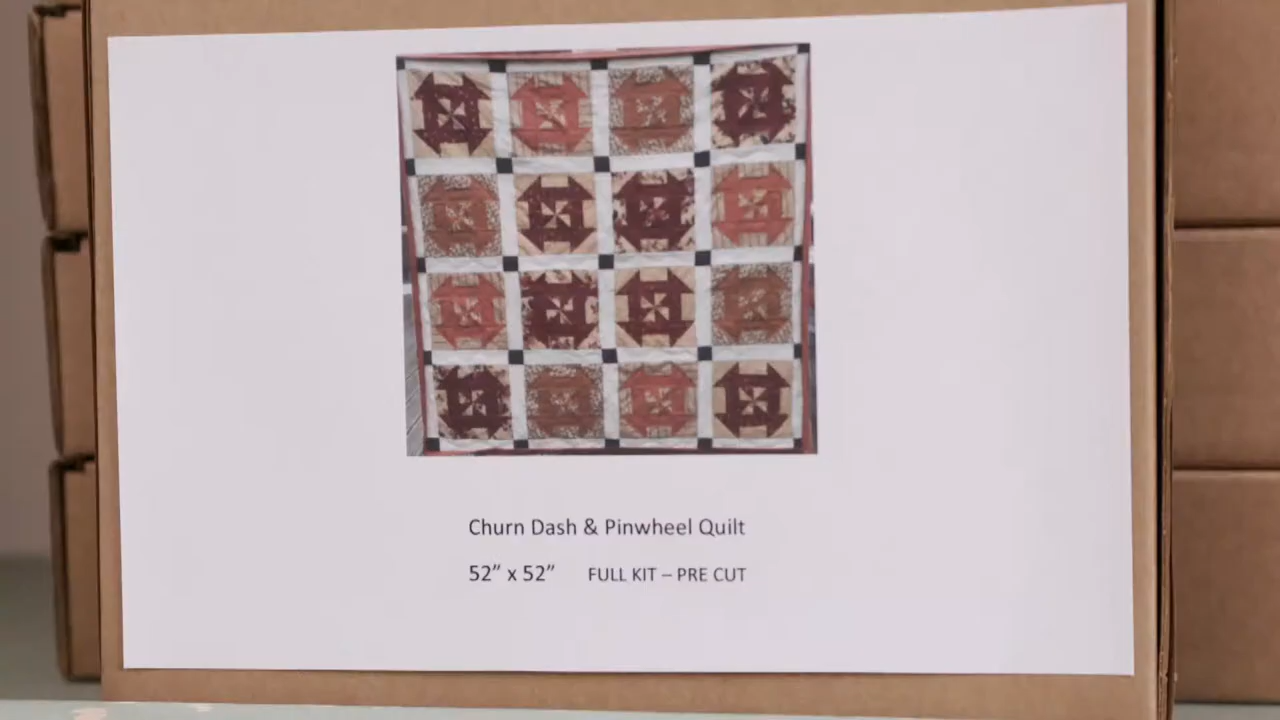 Churn Dash & Pinwheel Quilt
52” x 52” FULL KIT – PRE CUT